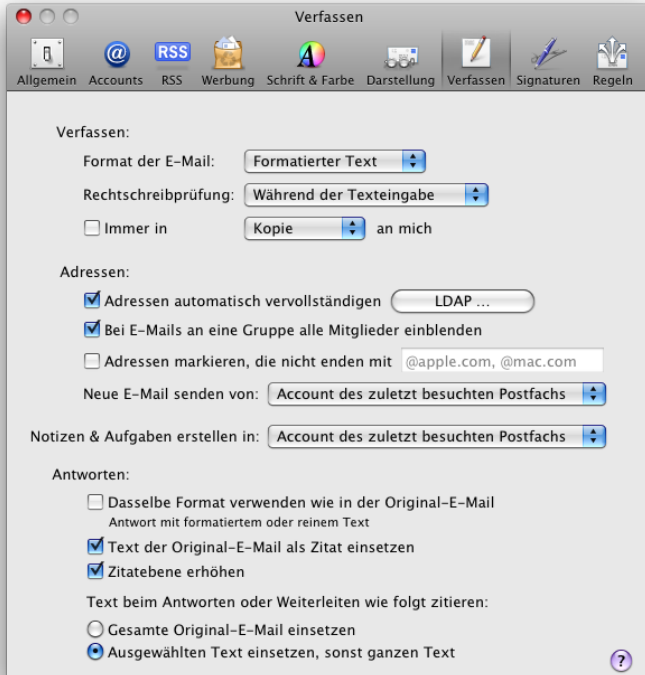 Verfassen
RSS
Allgemein Accounts RSS Werbung Schrift & Farbe Darstellung Verfassen Signaturen Regeln
Verfassen:
Format der E-Mail: Formatierter Text
Rechtschreibprüfung: Während der Texteingabe
Immer in Kopie an mich
Adressen:
Adressen automatisch vervollständigen LDAP ...
Bei E-Mails an eine Gruppe alle Mitglieder einblenden
Adressen markieren, die nicht enden mit @apple.com, @mac.com
Neue E-Mail senden von: Account des zuletzt besuchten Postfachs
Notizen & Aufgaben erstellen in: Account des zuletzt besuchten Postfachs
Antworten:
Dasselbe Format verwenden wie in der Original-E-Mail
Antwort mit formatiertem oder reinem Text
Text der Original-E-Mail als Zitat einsetzen
Zitatebene erhöhen
Text beim Antworten oder Weiterleiten wie folgt zitieren:
Gesamte Original-E-Mail einsetzen
Ausgewählten Text einsetzen, sonst ganzen Text
?